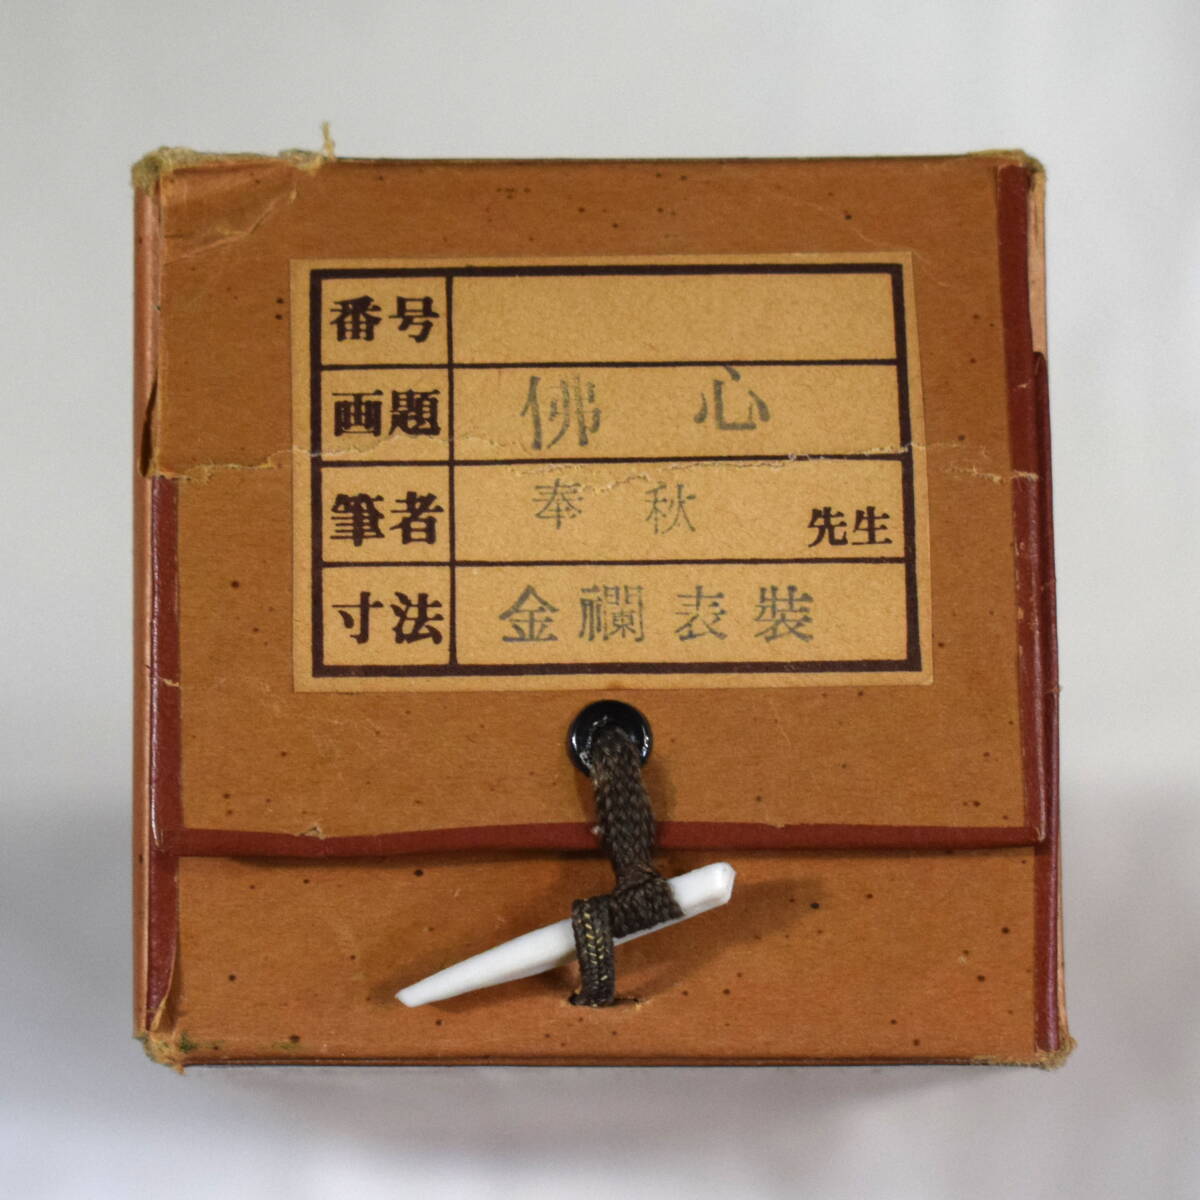 番号
画題 佛心
筆者 奉秋 先生
寸法 金襴表装